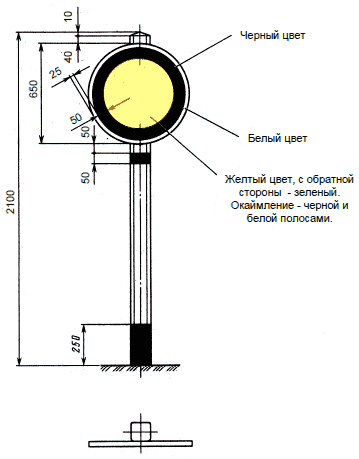 10
40
Черный цвет
25
650
50
50
Белый цвет
50
Желтый цвет, с обратной
стороны - зеленый.
Окаймление - черной и
белой полосами.
2100
250